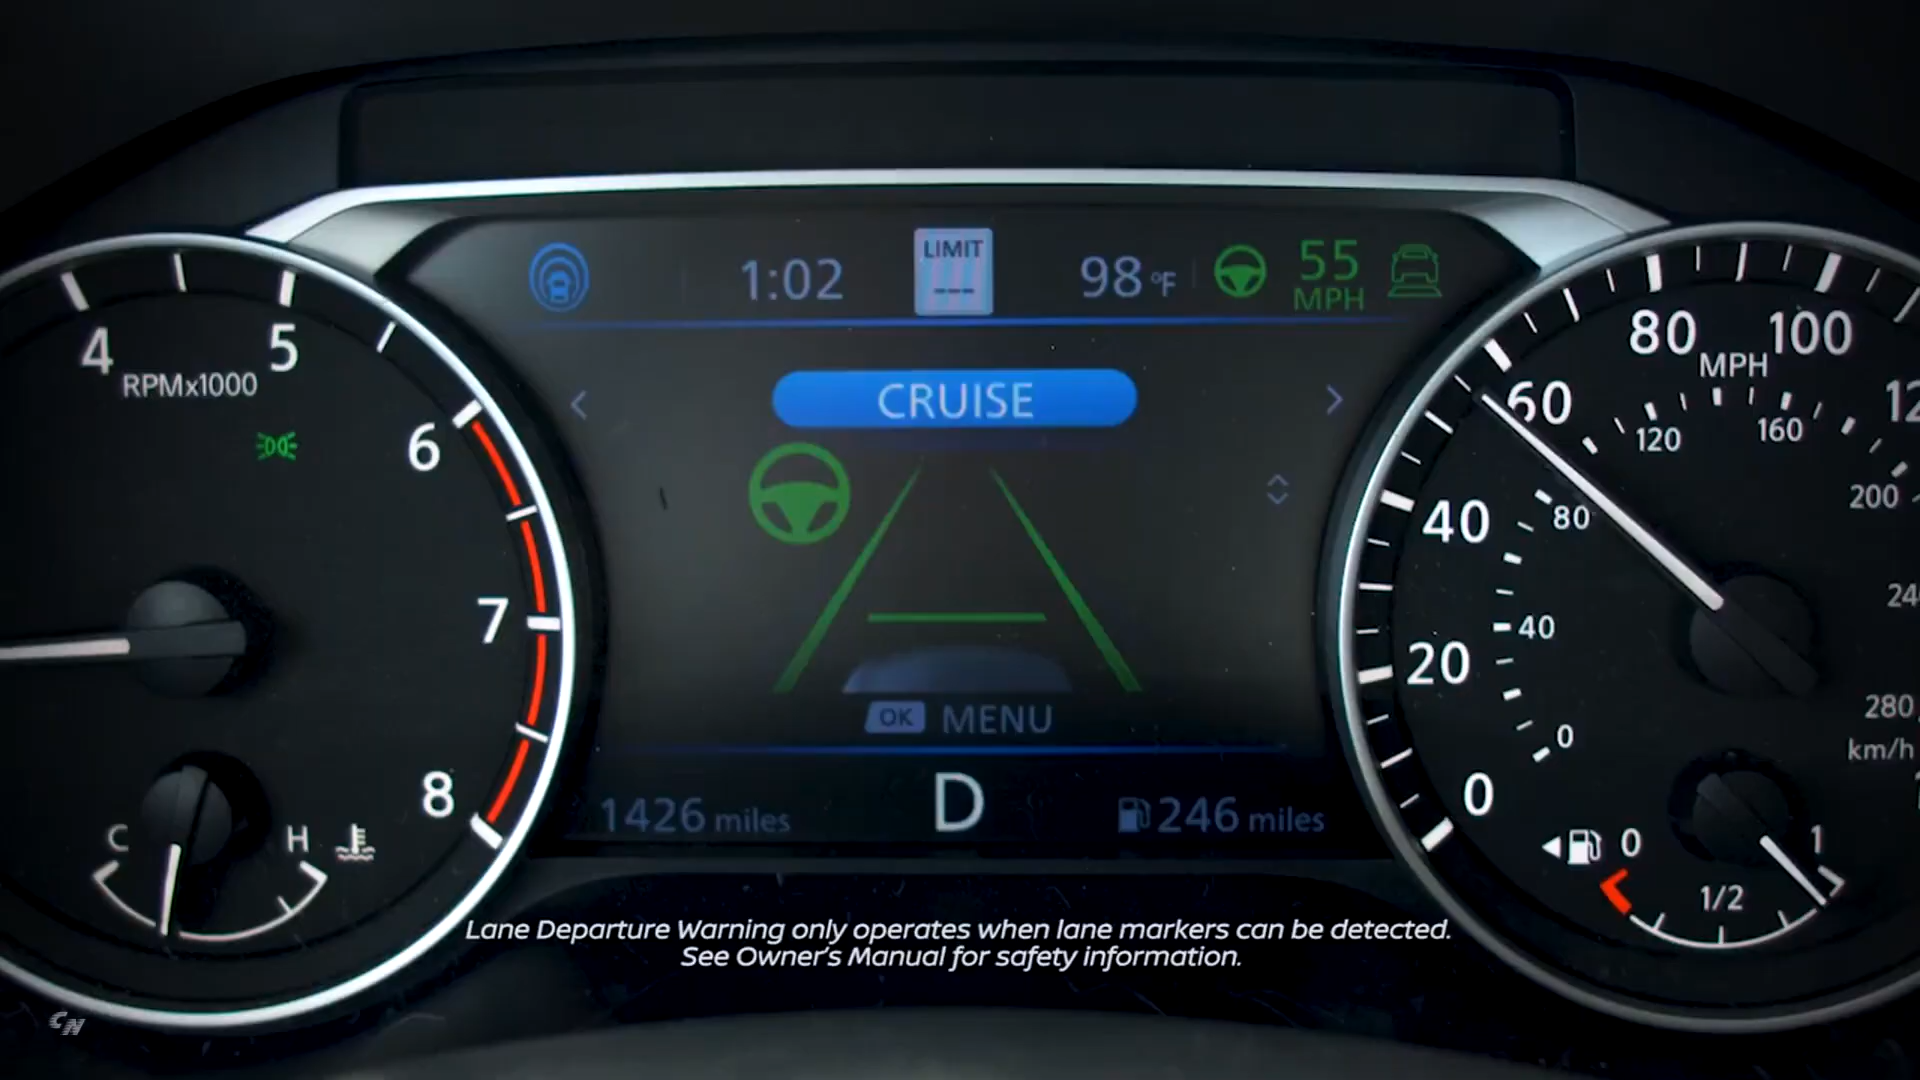 1:02
LIMIT
---
98 °F
55
MPH
CRUISE
OK MENU
1426 miles
D
246 miles
4
5
RPMx1000
6
7
8
C
H
80
100
MPH
60
120
160
40
80
200
20
40
0
0
280
km/h
0
1/2
1
Lane Departure Warning only operates when lane markers can be detected.
See Owner's Manual for safety information.
CN